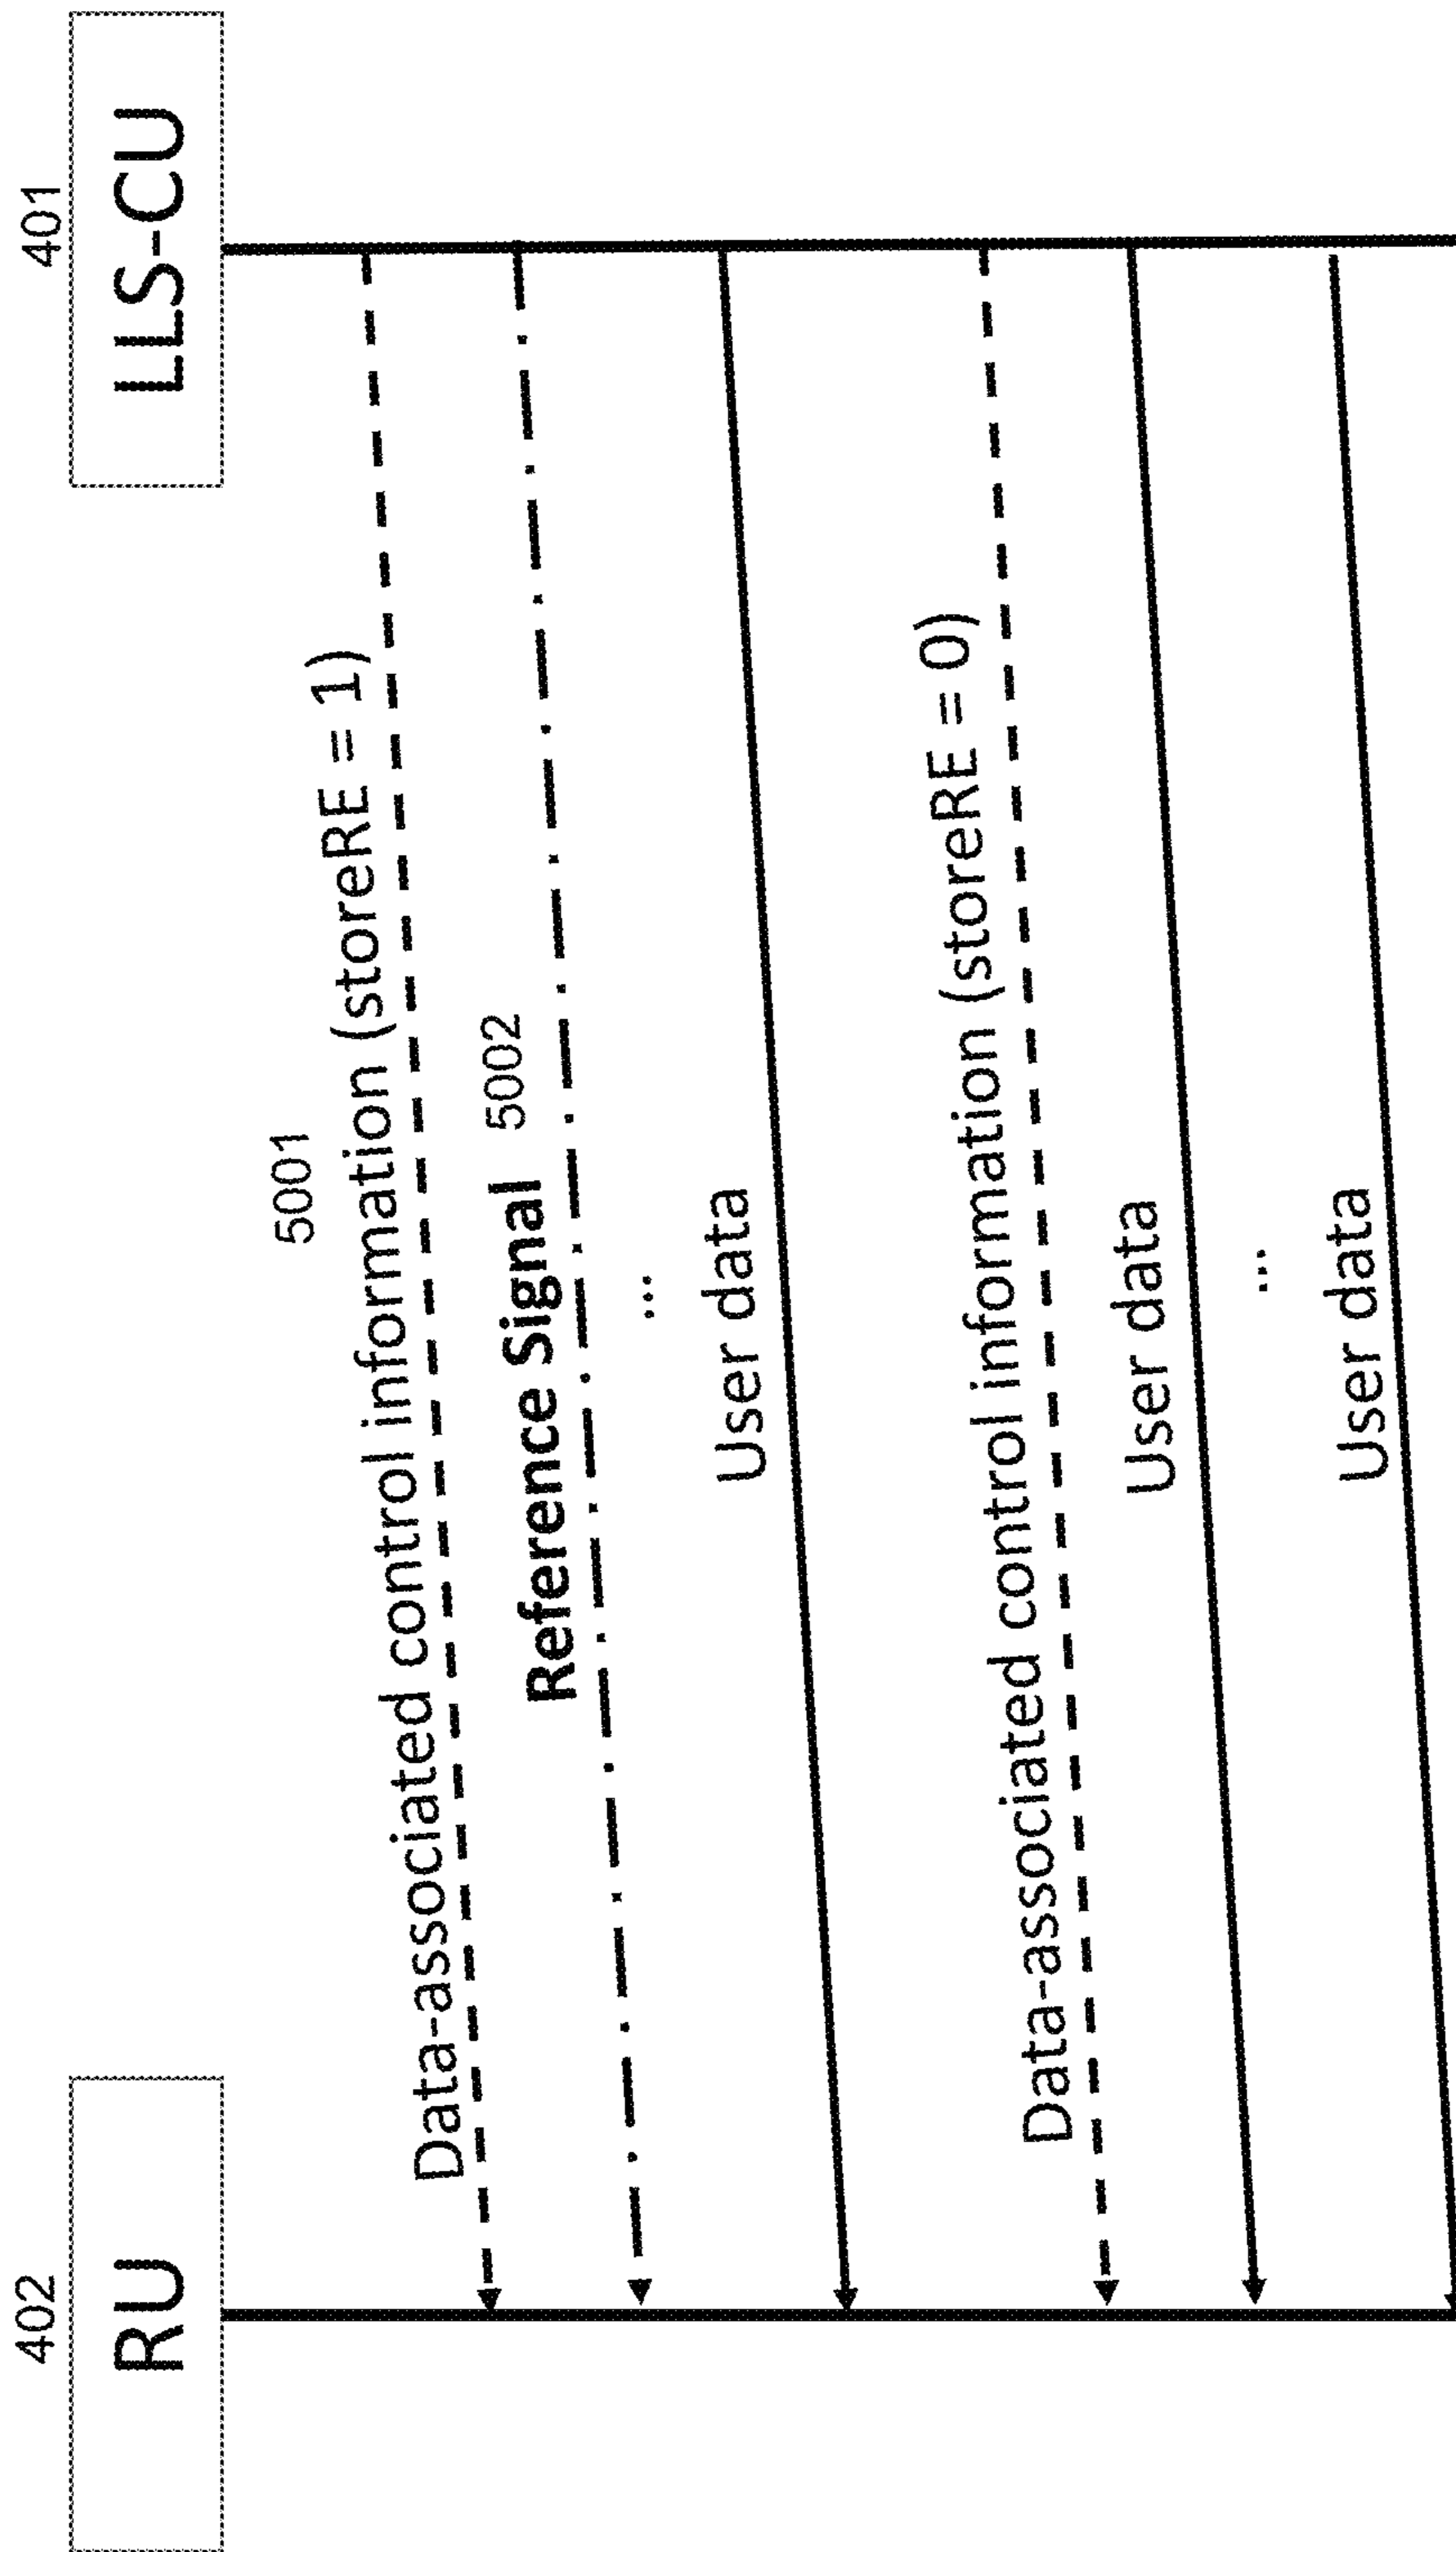 402
401
RU
LLS-CU
5001
Data-associated control information (storeRE = 1)
Reference Signal 5002
...
User data
Data-associated control information (storeRE = 0)
User data
...
User data